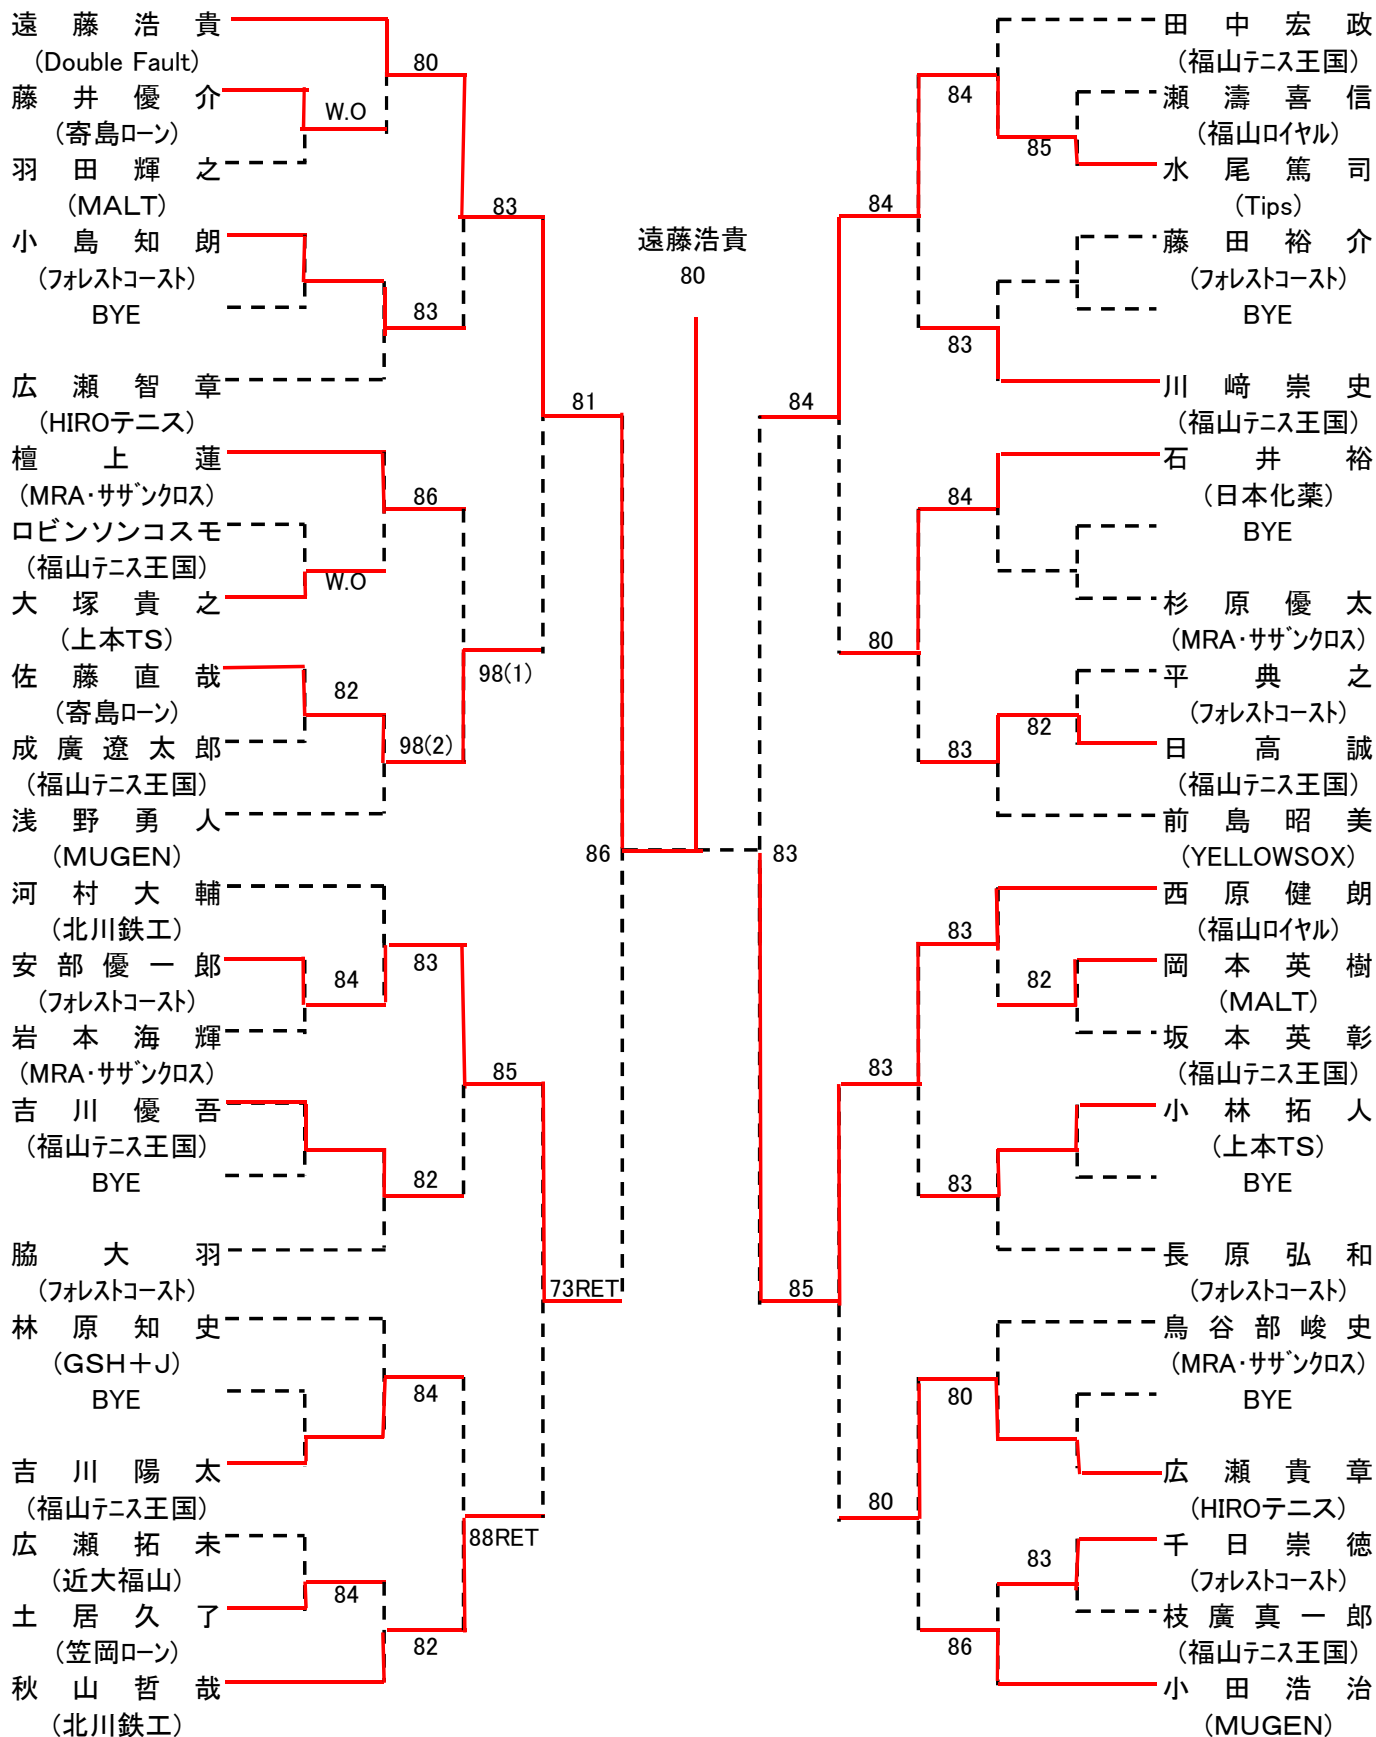 遠藤浩貴
(Double Fault)
80
藤井優介
W.O
(寄島ローン)
羽田輝之
(MALT)
83
小島知朗
(フォレストコースト)
BYE
83
広瀬智章
(HIROテニス)
81
檀上蓮
(MRA・サザンクロス)
86
ロビンソンコスモ
(福山テニス王国)
W.O
大塚貴之
(上本TS)
98(1)
佐藤直哉
82
(寄島ローン)
98(2)
成廣遼太郎
(福山テニス王国)
浅野勇人
(MUGEN)
86
河村大輔
(北川鉄工)
安部優一郎
83
84
(フォレストコースト)
岩本海輝
(MRA・サザンクロス)
85
吉川優吾
(福山テニス王国)
BYE
82
脇大羽
(フォレストコースト)
73RET
林原知史
(GSH+J)
BYE
84
吉川陽太
(福山テニス王国)
88RET
広瀬拓未
(近大福山)
84
土居久了
(笠岡ローン)
82
秋山哲哉
(北川鉄工)
遠藤浩貴
80
田中宏政
(福山テニス王国)
84
瀬濤喜信
(福山ロイヤル)
85
水尾篤司
(Tips)
84
藤田裕介
(フォレストコースト)
BYE
83
川﨑崇史
(福山テニス王国)
84
石井裕
(日本化薬)
84
BYE
杉原優太
(MRA・サザンクロス)
80
平典之
(フォレストコースト)
82
日高誠
83
(福山テニス王国)
前島昭美
(YELLOWSOX)
83
西原健朗
(福山ロイヤル)
83
岡本英樹
82
(MALT)
坂本英彰
(福山テニス王国)
83
小林拓人
(上本TS)
BYE
83
長原弘和
(フォレストコースト)
85
鳥谷部峻史
(MRA・サザンクロス)
BYE
80
広瀬貴章
(HIROテニス)
80
千日崇徳
83
(フォレストコースト)
枝廣真一郎
(福山テニス王国)
86
小田浩治
(MUGEN)